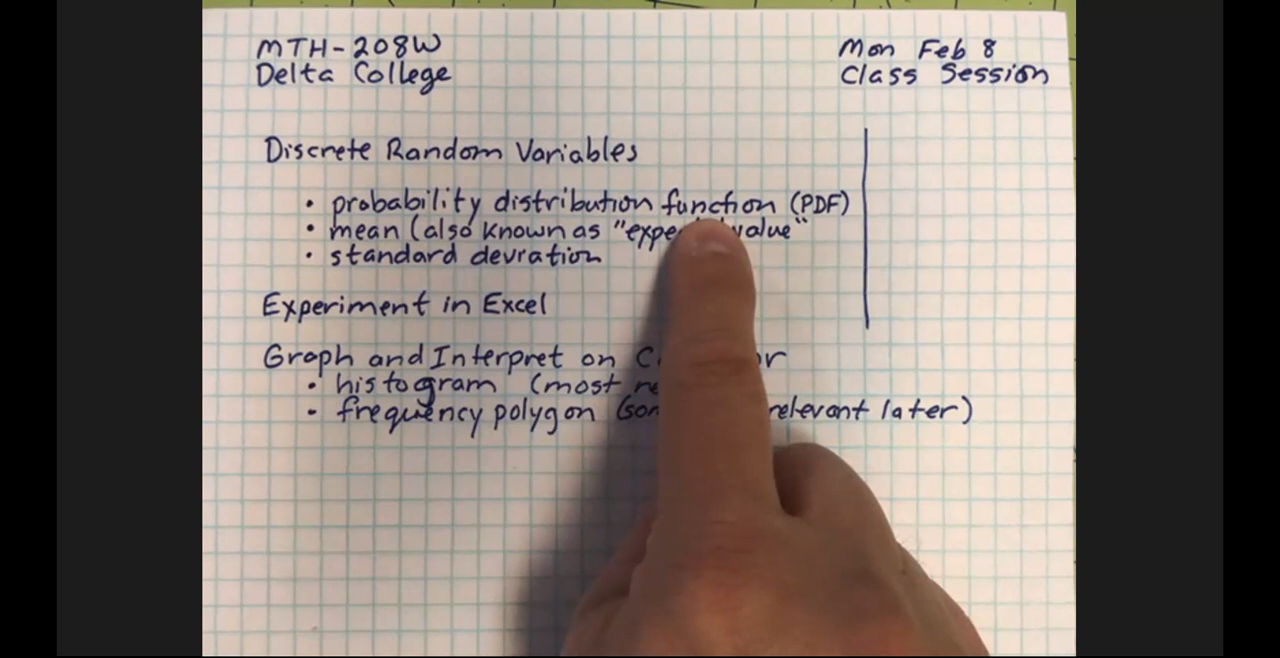 MTH-208W
Delta College
Mon Feb 8
Class Session
Discrete Random Variables
• probability distribution function (PDF)
• mean (also known as "expe value"
• standard devration
Experiment in Excel
Graph and Interpret on
• histogram (most
• frequency polygon relevant later)